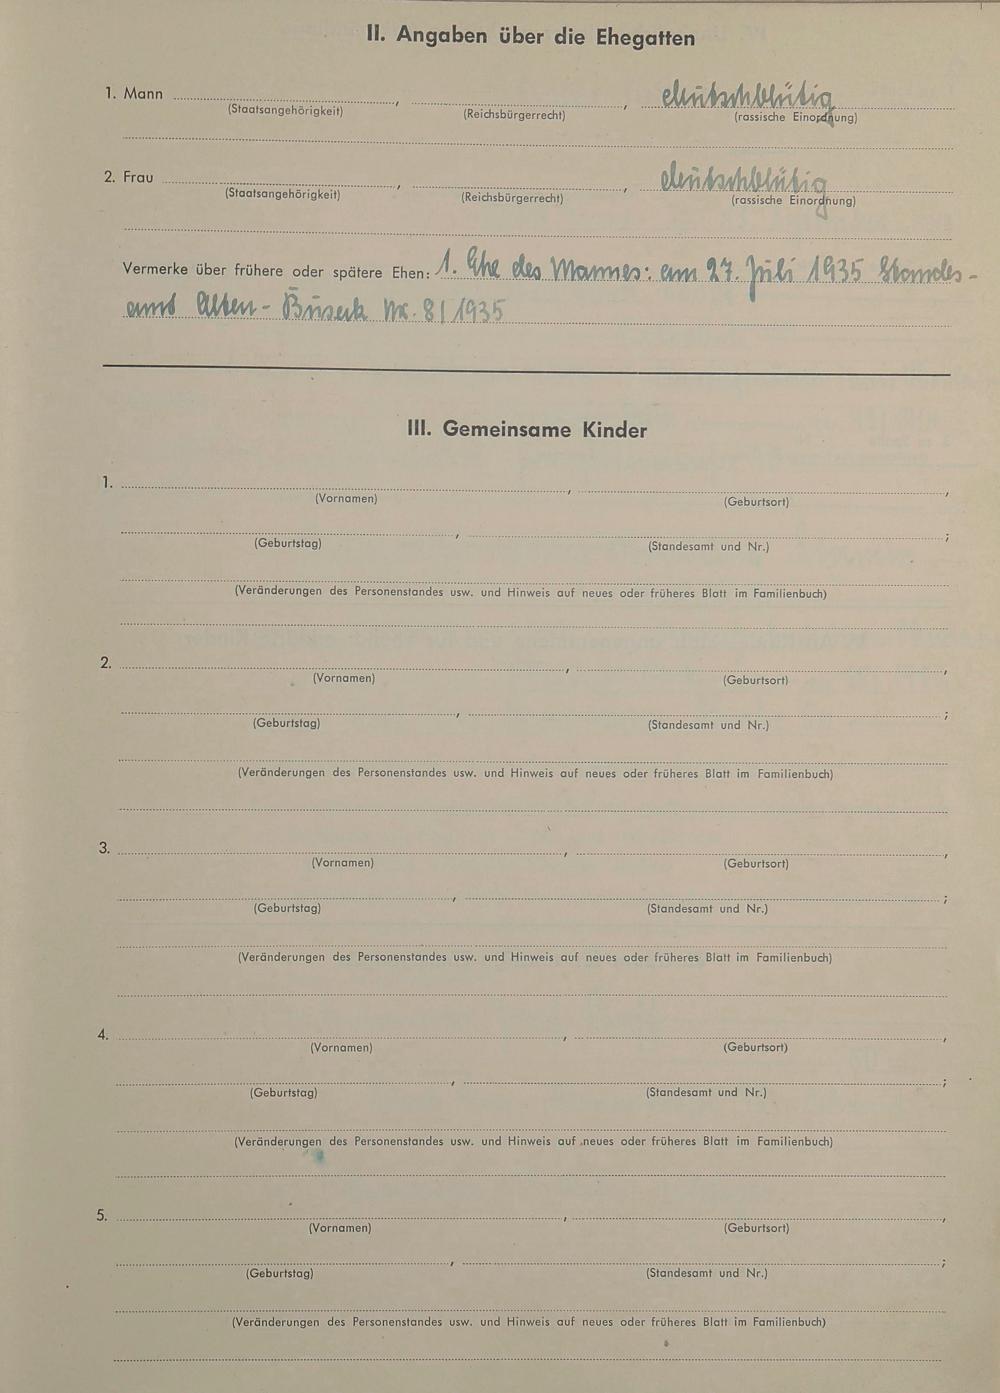 II. Angaben über die Ehegatten
1. Mann , , deutschblütig
(Staatsangehörigkeit) (Reichsbürgerrecht) (rassische Einordnung)
2. Frau , , deutschblütig
(Staatsangehörigkeit) (Reichsbürgerrecht) (rassische Einordnung)
Vermerke über frühere oder spätere Ehen: 1. Ehe des Mannes: am 27. Juli 1935 Standes-
amt Alten-Buseck Nr. 8/1935
III. Gemeinsame Kinder
1. , ,
(Vornamen) (Geburtsort)
, ;
(Geburtstag) (Standesamt und Nr.)
(Veränderungen des Personenstandes usw. und Hinweis auf neues oder früheres Blatt im Familienbuch)
2. , ,
(Vornamen) (Geburtsort)
, ;
(Geburtstag) (Standesamt und Nr.)
(Veränderungen des Personenstandes usw. und Hinweis auf neues oder früheres Blatt im Familienbuch)
3. , ,
(Vornamen) (Geburtsort)
, ;
(Geburtstag) (Standesamt und Nr.)
(Veränderungen des Personenstandes usw. und Hinweis auf neues oder früheres Blatt im Familienbuch)
4. , ,
(Vornamen) (Geburtsort)
, ;
(Geburtstag) (Standesamt und Nr.)
(Veränderungen des Personenstandes usw. und Hinweis auf neues oder früheres Blatt im Familienbuch)
5. , ,
(Vornamen) (Geburtsort)
, ;
(Geburtstag) (Standesamt und Nr.)
(Veränderungen des Personenstandes usw. und Hinweis auf neues oder früheres Blatt im Familienbuch)